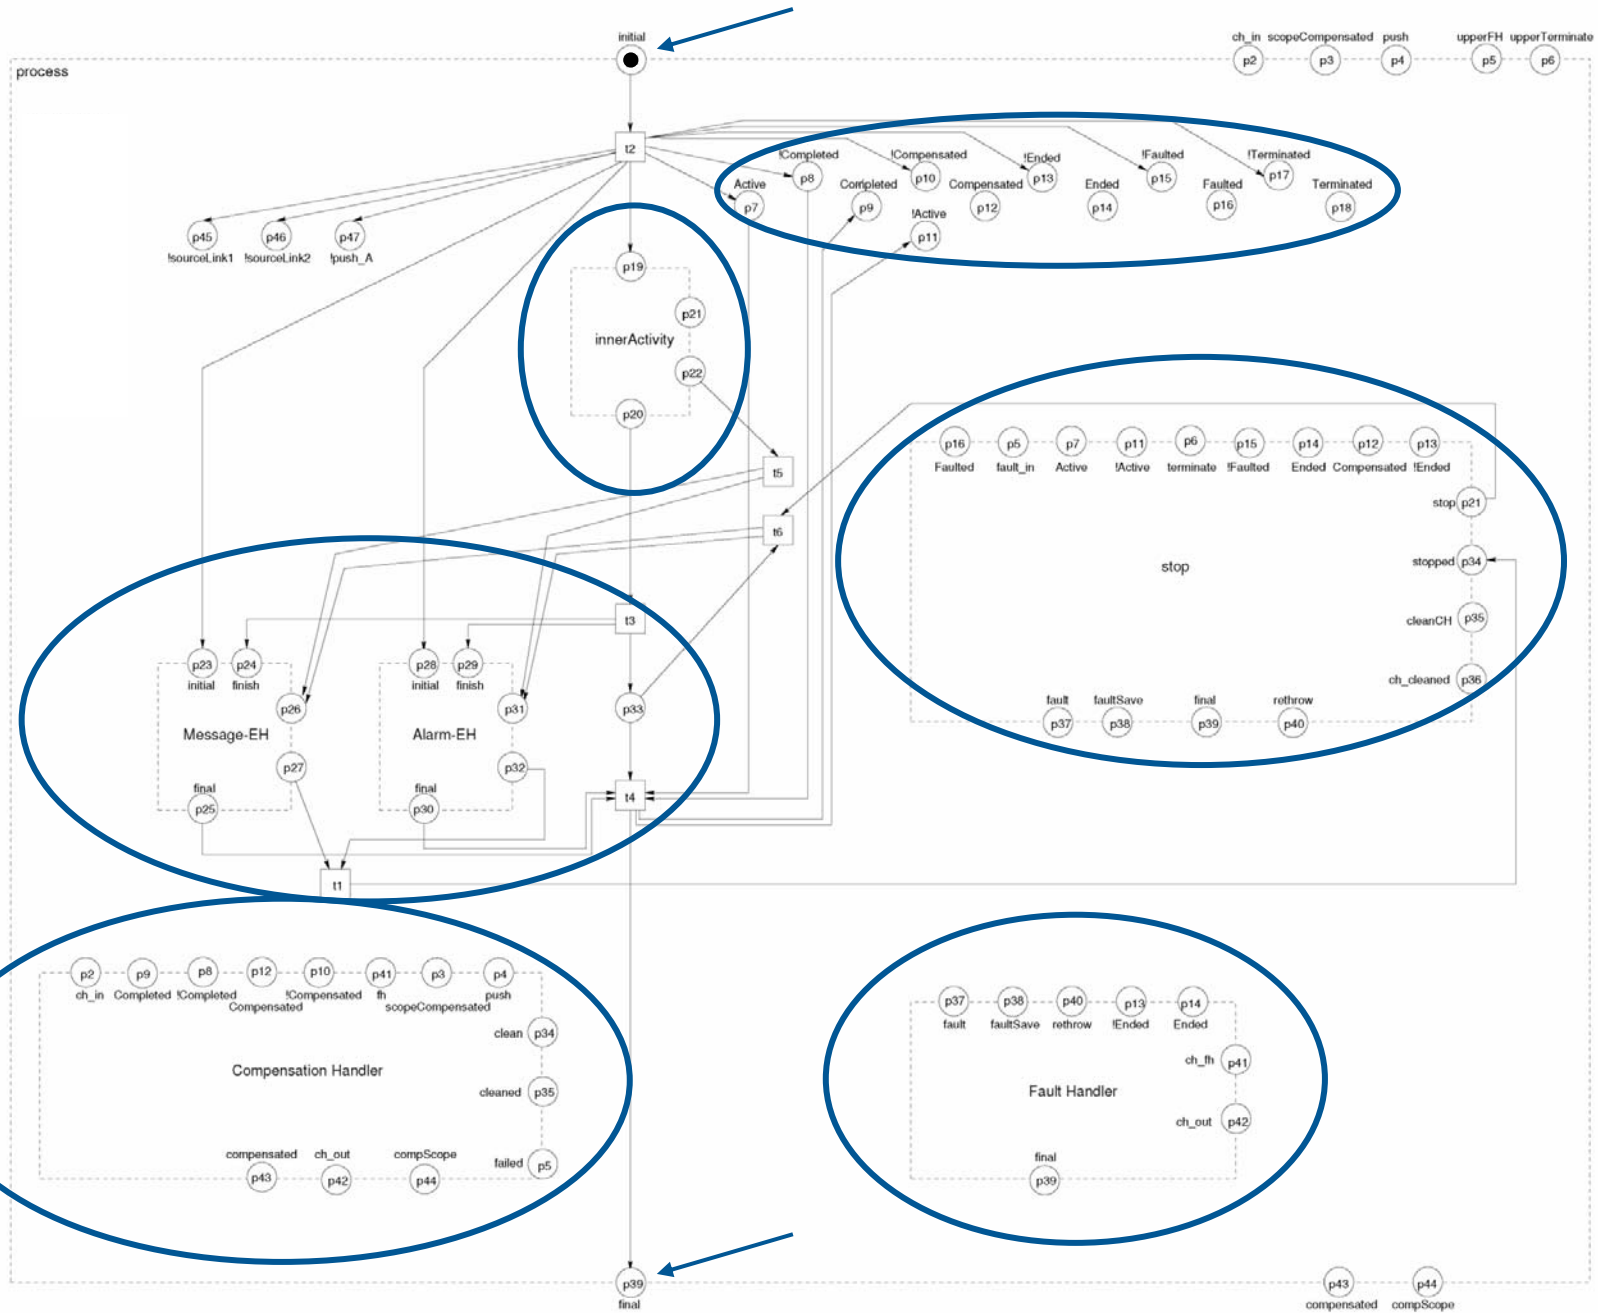 initial
ch_in scopeCompensated push upperFH upperTerminate
p2 p3 p4 p5 p6
process
t2
!Completed !Compensated !Ended !Faulted !Terminated
p8 p10 p13 p15 p17
Active Completed Compensated Ended Faulted Terminated
p7 p9 p12 p14 p16 p18
!Active
p11
p45 p46 p47
!sourceLink1 !sourceLink2 !push_A
p19
p21
innerActivity
p22
p20
t5
t6
p16 p5 p7 p11 p6 p15 p14 p12 p13
Faulted fault_in Active !Active terminate !Faulted Ended Compensated !Ended
stop p21
stopped p34
stop
cleanCH p35
ch_cleaned p36
fault faultSave final rethrow
p37 p38 p39 p40
t3
p23 p24 p28 p29
initial finish initial finish
p26 p31 p33
Message-EH Alarm-EH
p27 p32
final final
p25 p30
t4
t1
p2 p9 p8 p12 p10 p41 p3 p4
ch_in Completed !Completed !Compensated fh push
Compensated scopeCompensated
clean p34
Compensation Handler
cleaned p35
compensated ch_out compScope
failed p5
p43 p42 p44
p37 p38 p40 p13 p14
fault faultSave rethrow !Ended Ended
ch_fh p41
Fault Handler
ch_out p42
final
p39
p39
final
p43 p44
compensated compScope